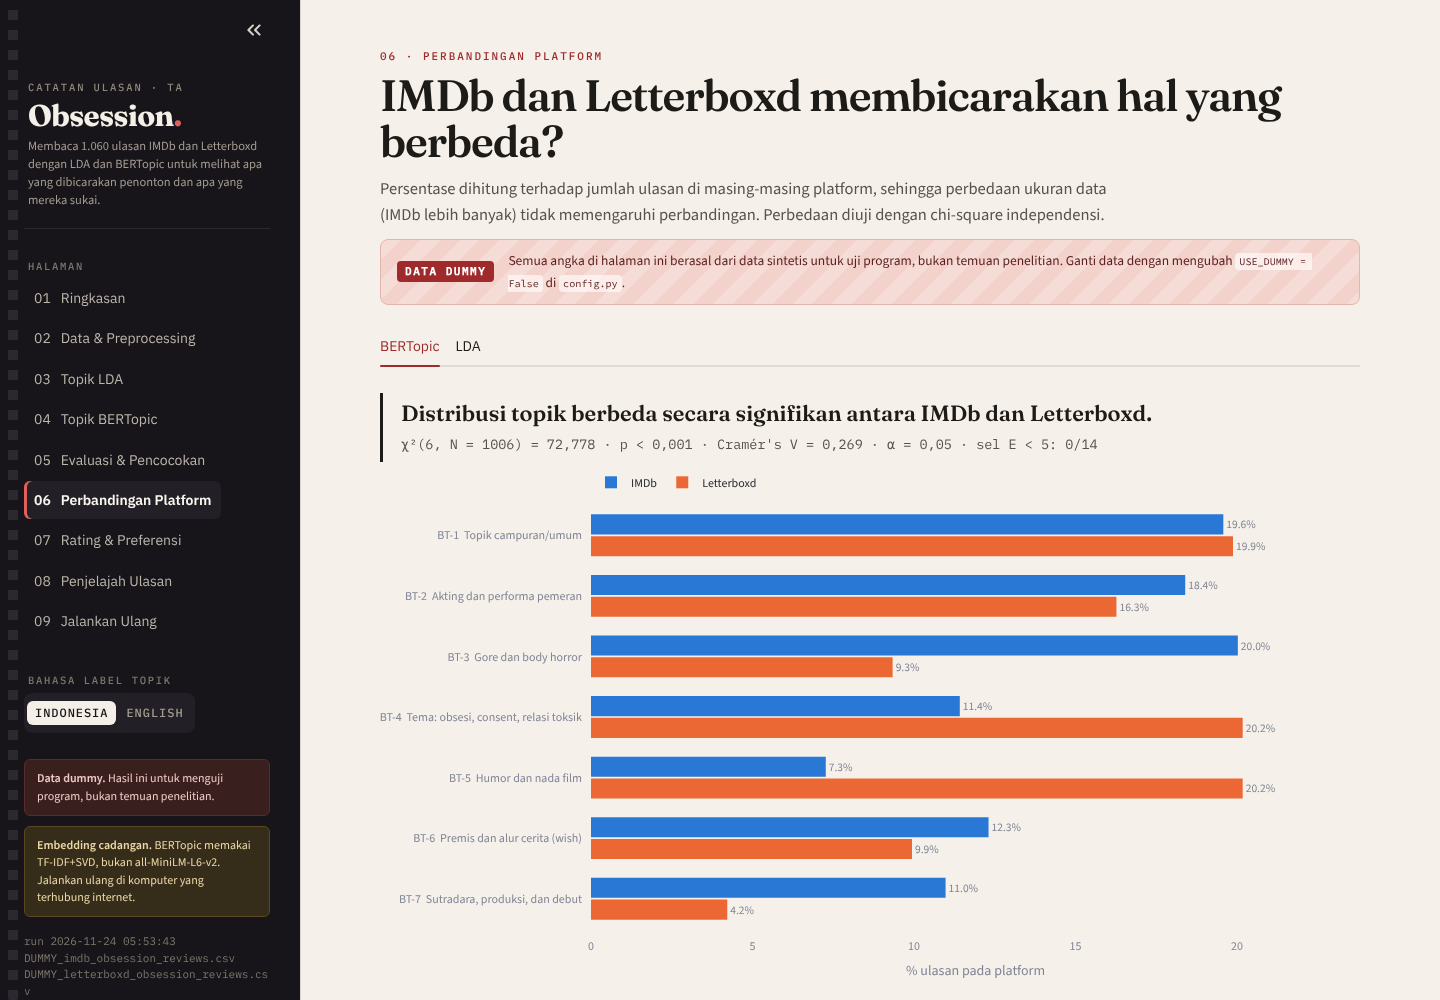 CATATAN ULASAN · TA
Obsession.
Membaca 1.060 ulasan IMDb dan Letterboxd
dengan LDA dan BERTopic untuk melihat apa
yang dibicarakan penonton dan apa yang
mereka sukai.
HALAMAN
01 Ringkasan
02 Data & Preprocessing
03 Topik LDA
04 Topik BERTopic
05 Evaluasi & Pencocokan
06 Perbandingan Platform
07 Rating & Preferensi
08 Penjelajah Ulasan
09 Jalankan Ulang
BAHASA LABEL TOPIK
INDONESIA ENGLISH
Data dummy. Hasil ini untuk menguji
program, bukan temuan penelitian.
Embedding cadangan. BERTopic memakai
TF-IDF+SVD, bukan all-MiniLM-L6-v2.
Jalankan ulang di komputer yang
terhubung internet.
run 2026-11-24 05:53:43
DUMMY_imdb_obsession_reviews.csv
DUMMY_letterboxd_obsession_reviews.cs
v
06 · PERBANDINGAN PLATFORM
IMDb dan Letterboxd membicarakan hal yang
berbeda?
Persentase dihitung terhadap jumlah ulasan di masing-masing platform, sehingga perbedaan ukuran data
(IMDb lebih banyak) tidak memengaruhi perbandingan. Perbedaan diuji dengan chi-square independensi.
DATA DUMMY
Semua angka di halaman ini berasal dari data sintetis untuk uji program, bukan temuan penelitian. Ganti data dengan mengubah USE_DUMMY =
False di config.py.
BERTopic LDA
Distribusi topik berbeda secara signifikan antara IMDb dan Letterboxd.
χ²(6, N = 1006) = 72,778 · p < 0,001 · Cramér's V = 0,269 · α = 0,05 · sel E < 5: 0/14
IMDb Letterboxd
BT-1 Topik campuran/umum 19.6%
19.9%
BT-2 Akting dan performa pemeran 18.4%
16.3%
BT-3 Gore dan body horror 20.0%
9.3%
BT-4 Tema: obsesi, consent, relasi toksik 11.4%
20.2%
BT-5 Humor dan nada film 7.3%
20.2%
BT-6 Premis dan alur cerita (wish) 12.3%
9.9%
BT-7 Sutradara, produksi, dan debut 11.0%
4.2%
0 5 10 15 20
% ulasan pada platform